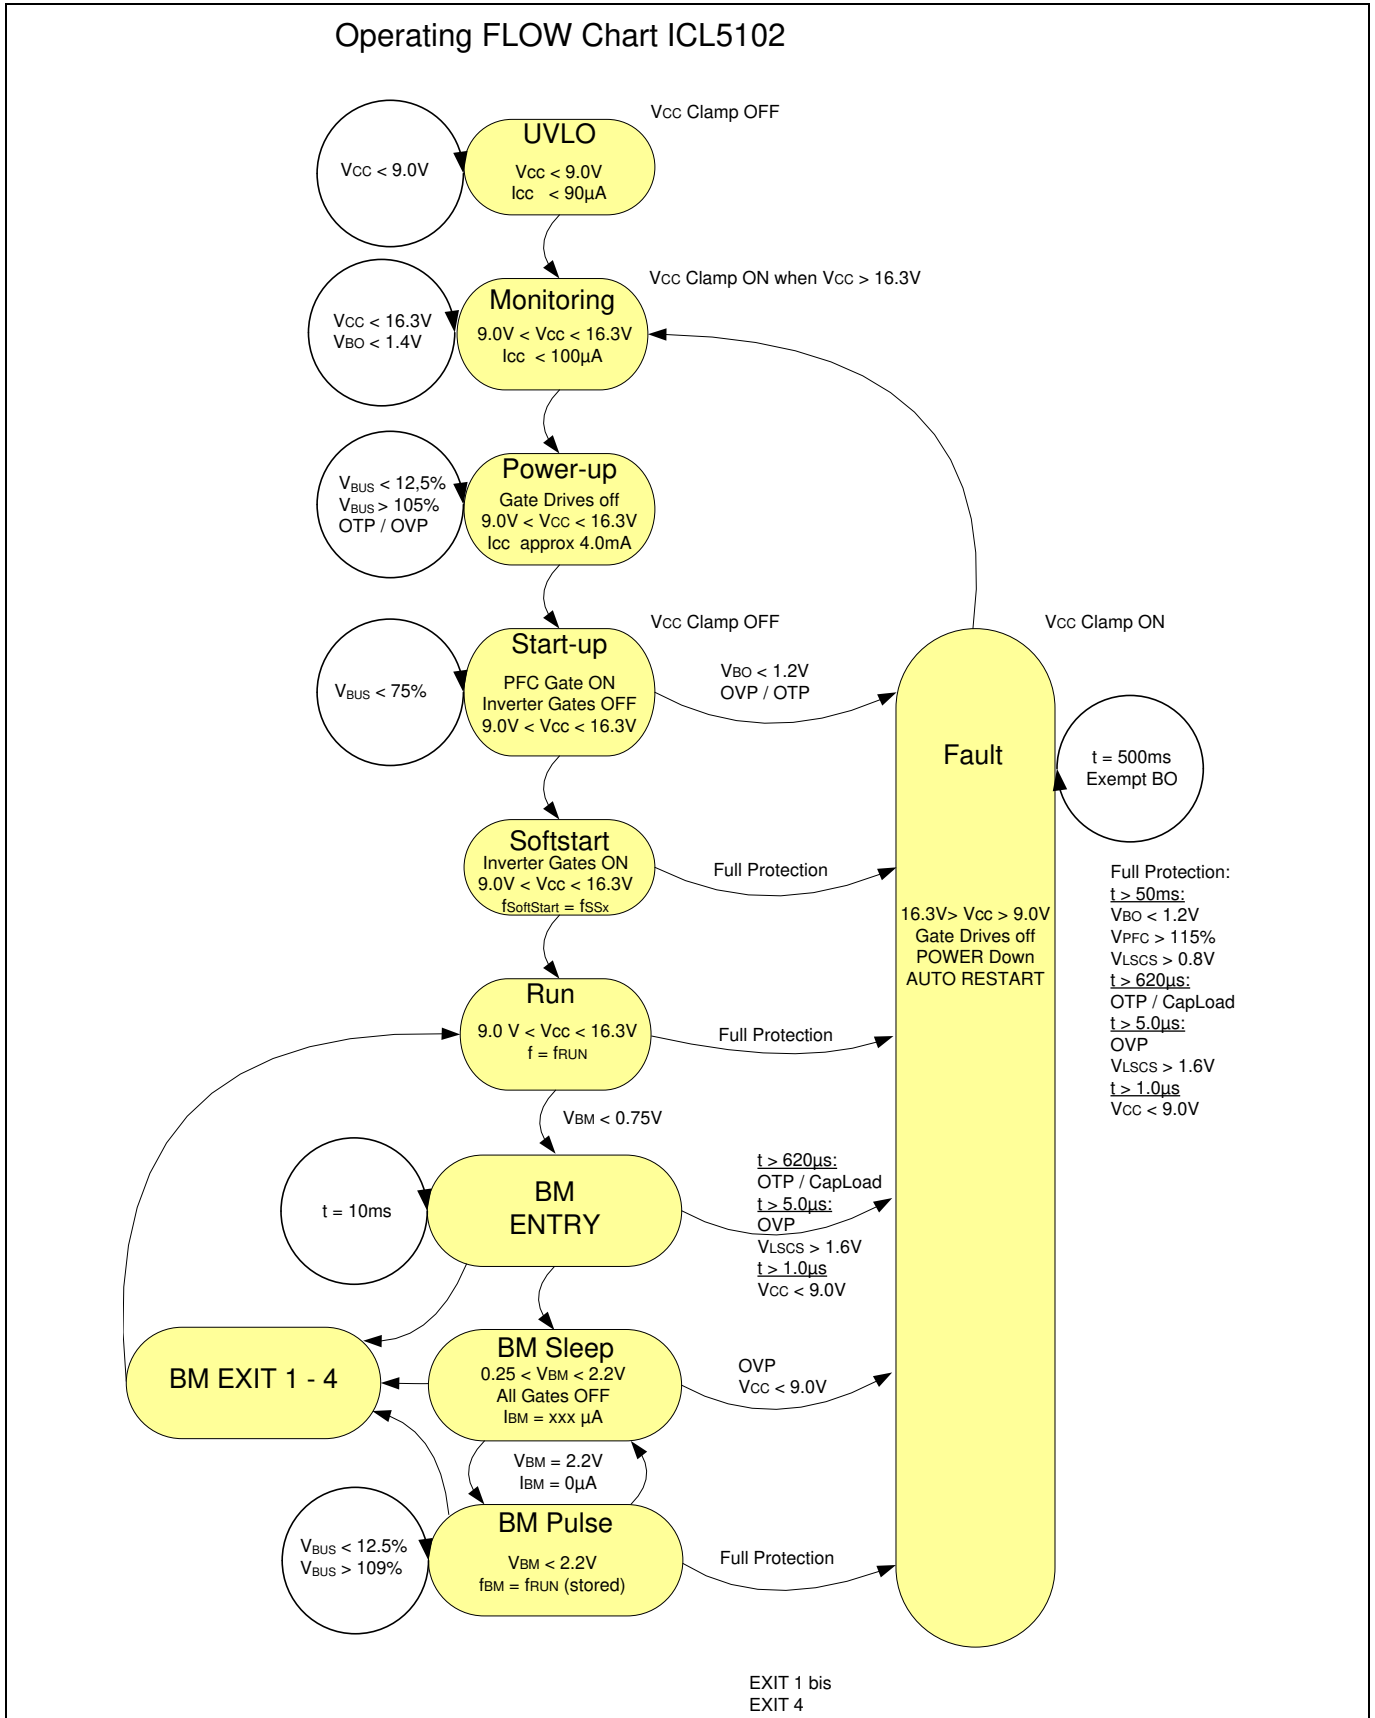 Operating FLOW Chart ICL5102
Vcc Clamp OFF
UVLO
Vcc < 9.0V
Vcc < 9.0V
Icc < 90µA
Vcc Clamp ON when Vcc > 16.3V
Monitoring
Vcc < 16.3V
VBO < 1.4V
9.0V < Vcc < 16.3V
Icc < 100µA
Power-up
VBUS < 12,5%
VBUS > 105%
OTP / OVP
Gate Drives off
9.0V < Vcc < 16.3V
Icc approx 4.0mA
Vcc Clamp OFF
Vcc Clamp ON
Start-up
VBUS < 75%
PFC Gate ON
Inverter Gates OFF
9.0V < Vcc < 16.3V
VBO < 1.2V
OVP / OTP
Fault
t = 500ms
Exempt BO
Softstart
Inverter Gates ON
9.0V < Vcc < 16.3V
fSoftStart = fSSx
Full Protection
16.3V> Vcc > 9.0V
Gate Drives off
POWER Down
AUTO RESTART
Full Protection:
t > 50ms:
VBO < 1.2V
VPFC > 115%
VLSCS > 0.8V
t > 620µs:
OTP / CapLoad
t > 5.0µs:
OVP
VLSCS > 1.6V
t > 1.0µs
Vcc < 9.0V
Run
9.0 V < Vcc < 16.3V
f = fRUN
Full Protection
VBM < 0.75V
t = 10ms
BM
ENTRY
t > 620µs:
OTP / CapLoad
t > 5.0µs:
OVP
VLSCS > 1.6V
t > 1.0µs
Vcc < 9.0V
BM EXIT 1 - 4
BM Sleep
0.25 < VBM < 2.2V
All Gates OFF
IBM = xxx µA
OVP
Vcc < 9.0V
VBM = 2.2V
IBM = 0µA
VBUS < 12.5%
VBUS > 109%
BM Pulse
VBM < 2.2V
fBM = fRUN (stored)
Full Protection
EXIT 1 bis
EXIT 4